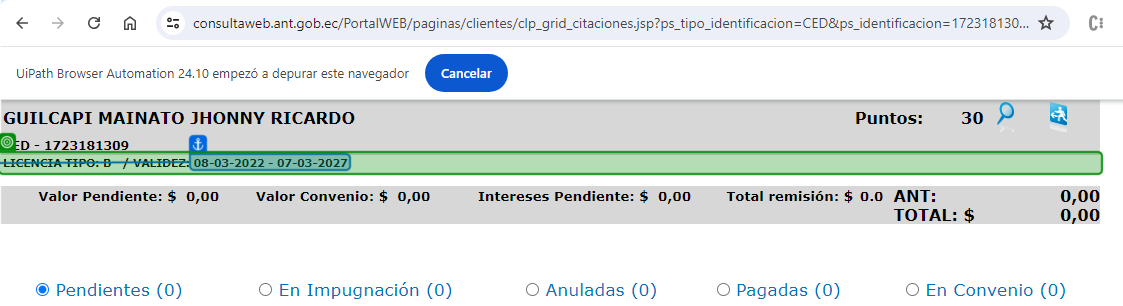 consultaweb.ant.gob.ec/PortalWEB/paginas/clientes/clp_grid_citaciones.jsp?ps_tipo_identificacion=CED&ps_identificacion=172318130...
UiPath Browser Automation 24.10 empezó a depurar este navegador Cancelar
GUILCAPI MAINATO JHONNY RICARDO Puntos: 30
ED - 1723181309
LICENCIA TIPO: B / VALIDEZ: 08-03-2022 - 07-03-2027
Valor Pendiente: $ 0,00 Valor Convenio: $ 0,00 Intereses Pendiente: $ 0,00 Total remisión: $ 0.0 ANT: 0,00
TOTAL: $ 0,00
Pendientes (0) En Impugnación (0) Anuladas (0) Pagadas (0) En Convenio (0)